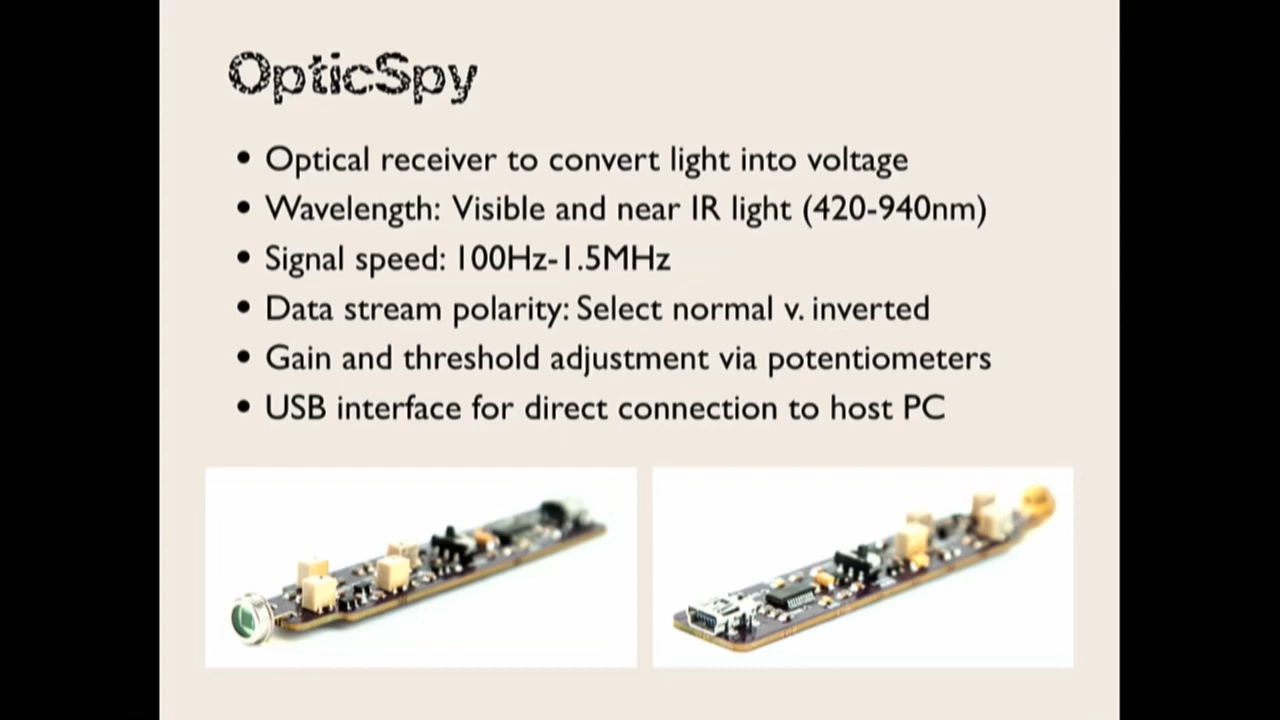 OpticSpy
• Optical receiver to convert light into voltage
• Wavelength: Visible and near IR light (420-940nm)
• Signal speed: 100Hz-1.5MHz
• Data stream polarity: Select normal v. inverted
• Gain and threshold adjustment via potentiometers
• USB interface for direct connection to host PC